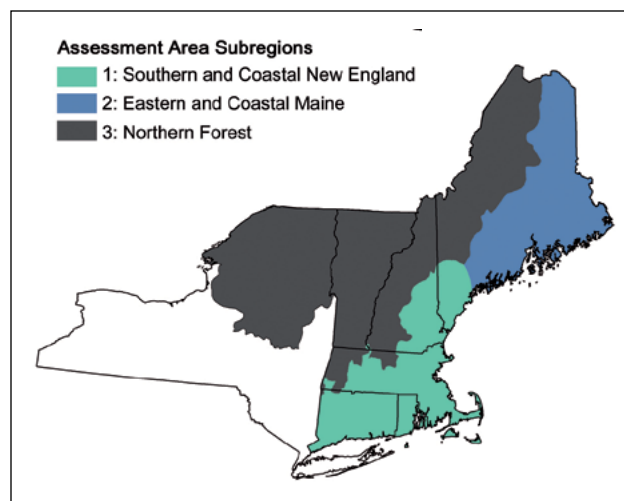 Assessment Area Subregions
1: Southern and Coastal New England
2: Eastern and Coastal Maine
3: Northern Forest